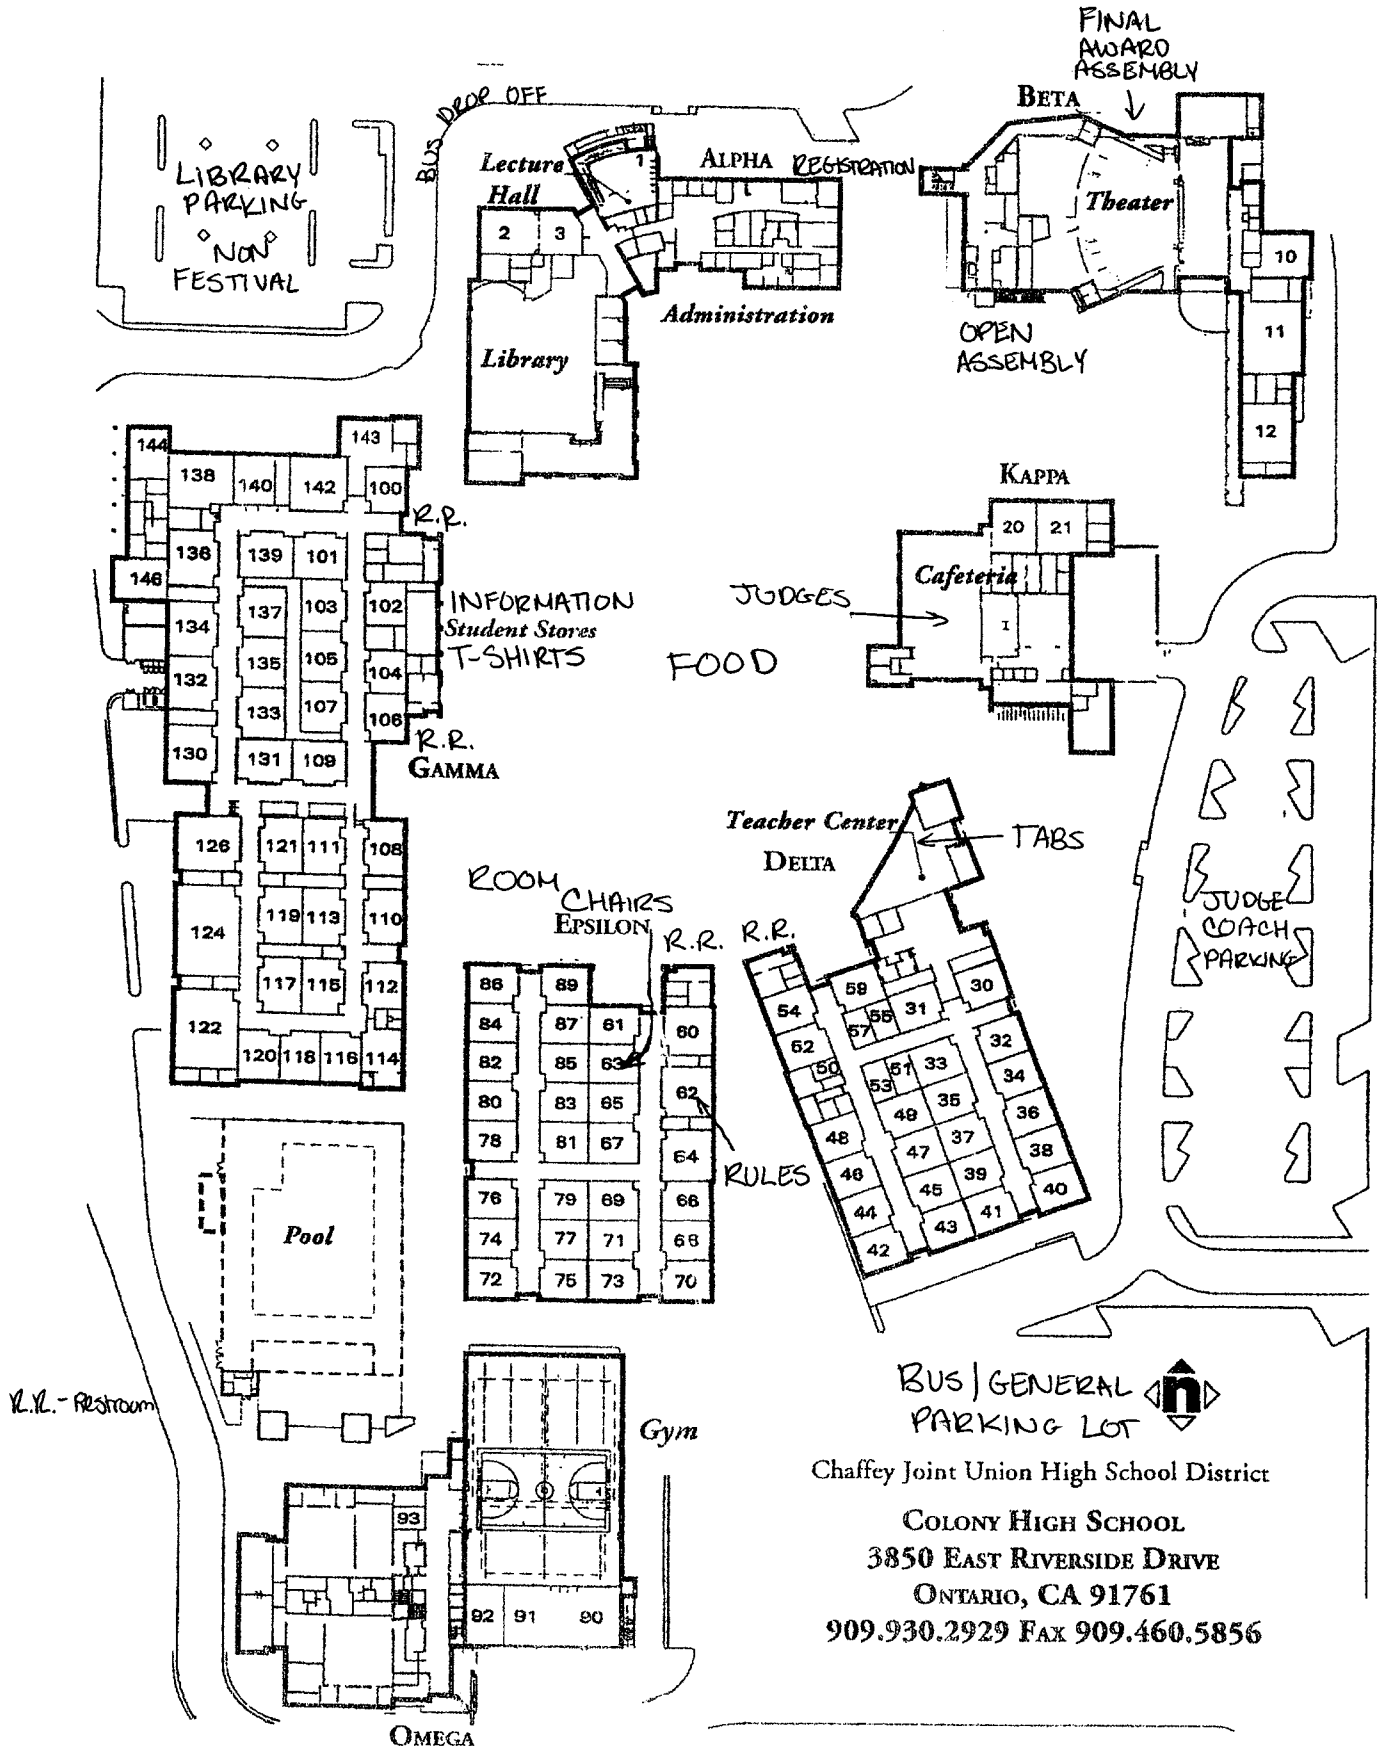 FINAL
AWARD
ASSEMBLY
BETA
BUS DROP OFF
LIBRARY
PARKING
NON
FESTIVAL
Lecture
Hall
1
ALPHA
REGISTRATION
Theater
2
3
10
Administration
OPEN
ASSEMBLY
11
Library
12
144
143
138
140
142
100
R.R.
KAPPA
20
21
136
139
101
Cafeteria
146
137
103
102
INFORMATION
JUDGES
134
Student Stores
I
135
105
T-SHIRTS
FOOD
132
104
133
107
106
130
131
109
R.R.
GAMMA
Teacher Center
TABS
DELTA
126
121
111
108
ROOM
CHAIRS
EPSILON
119
113
110
124
R.R.
R.R.
JUDGE
COACH
PARKING
117
115
112
122
120
118
116
114
86
89
84
87
61
60
82
85
63
80
83
65
62
78
81
67
64
RULES
76
79
69
66
74
77
71
68
72
75
73
70
59
30
54
55
31
57
52
32
50
51
33
34
53
49
35
36
48
47
37
38
46
45
39
40
44
43
41
42
Pool
R.R. - Restroom
Gym
BUS/GENERAL
PARKING LOT
n
93
92
91
90
OMEGA
Chaffey Joint Union High School District
COLONY HIGH SCHOOL
3850 EAST RIVERSIDE DRIVE
ONTARIO, CA 91761
909.930.2929 FAX 909.460.5856